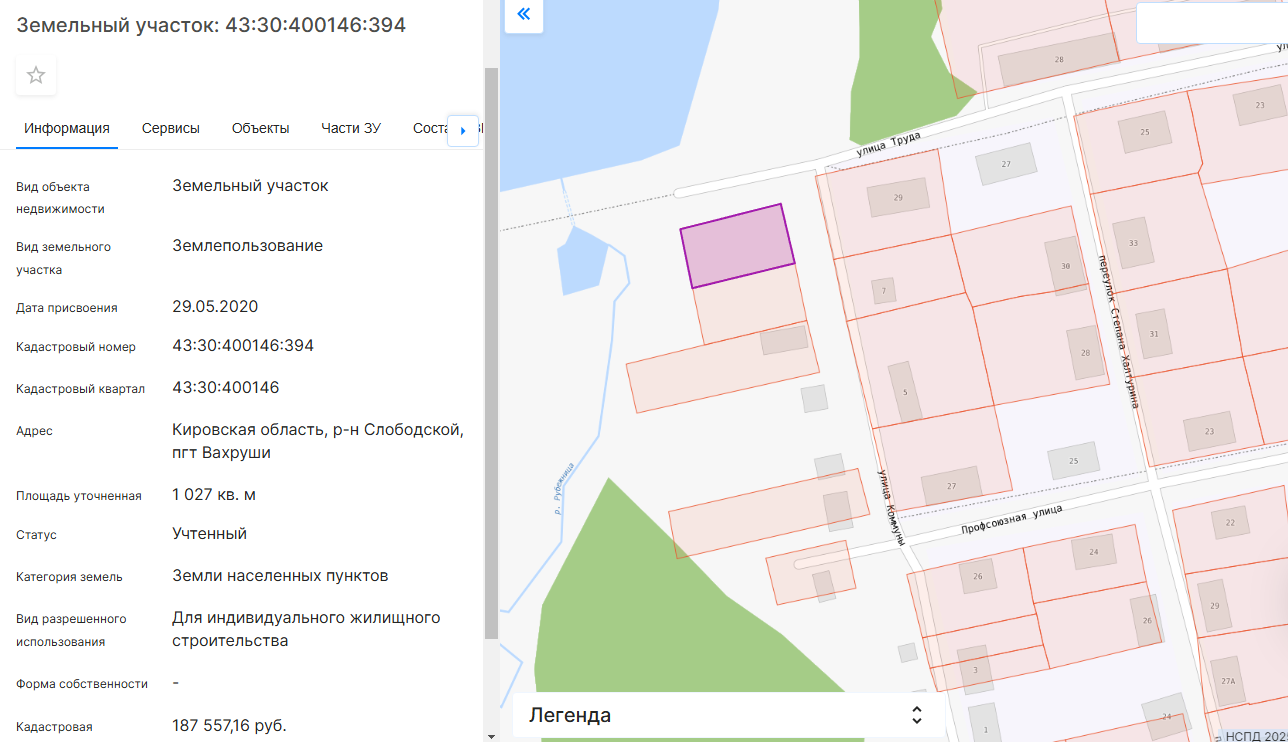 Земельный участок: 43:30:400146:394
Информация
Сервисы
Объекты
Части ЗУ
Соста
Вид объекта
недвижимости
Земельный участок
Вид земельного
участка
Землепользование
Дата присвоения
29.05.2020
Кадастровый номер
43:30:400146:394
Кадастровый квартал
43:30:400146
Адрес
Кировская область, р-н Слободской,
пгт Вахруши
Площадь уточненная
1 027 кв. м
Статус
Учтенный
Категория земель
Земли населенных пунктов
Вид разрешенного
использования
Для индивидуального жилищного
строительства
Форма собственности
-
Кадастровая
187 557,16 руб.
28
23
25
улица Труда
27
29
33
30
7
переулок Степана Халтурина
31
28
5
23
25
р. Рубежница
27
улица Коммуны
Профсоюзная улица
22
24
26
29
26
3
27А
24
1
Легенда
НСПД 202